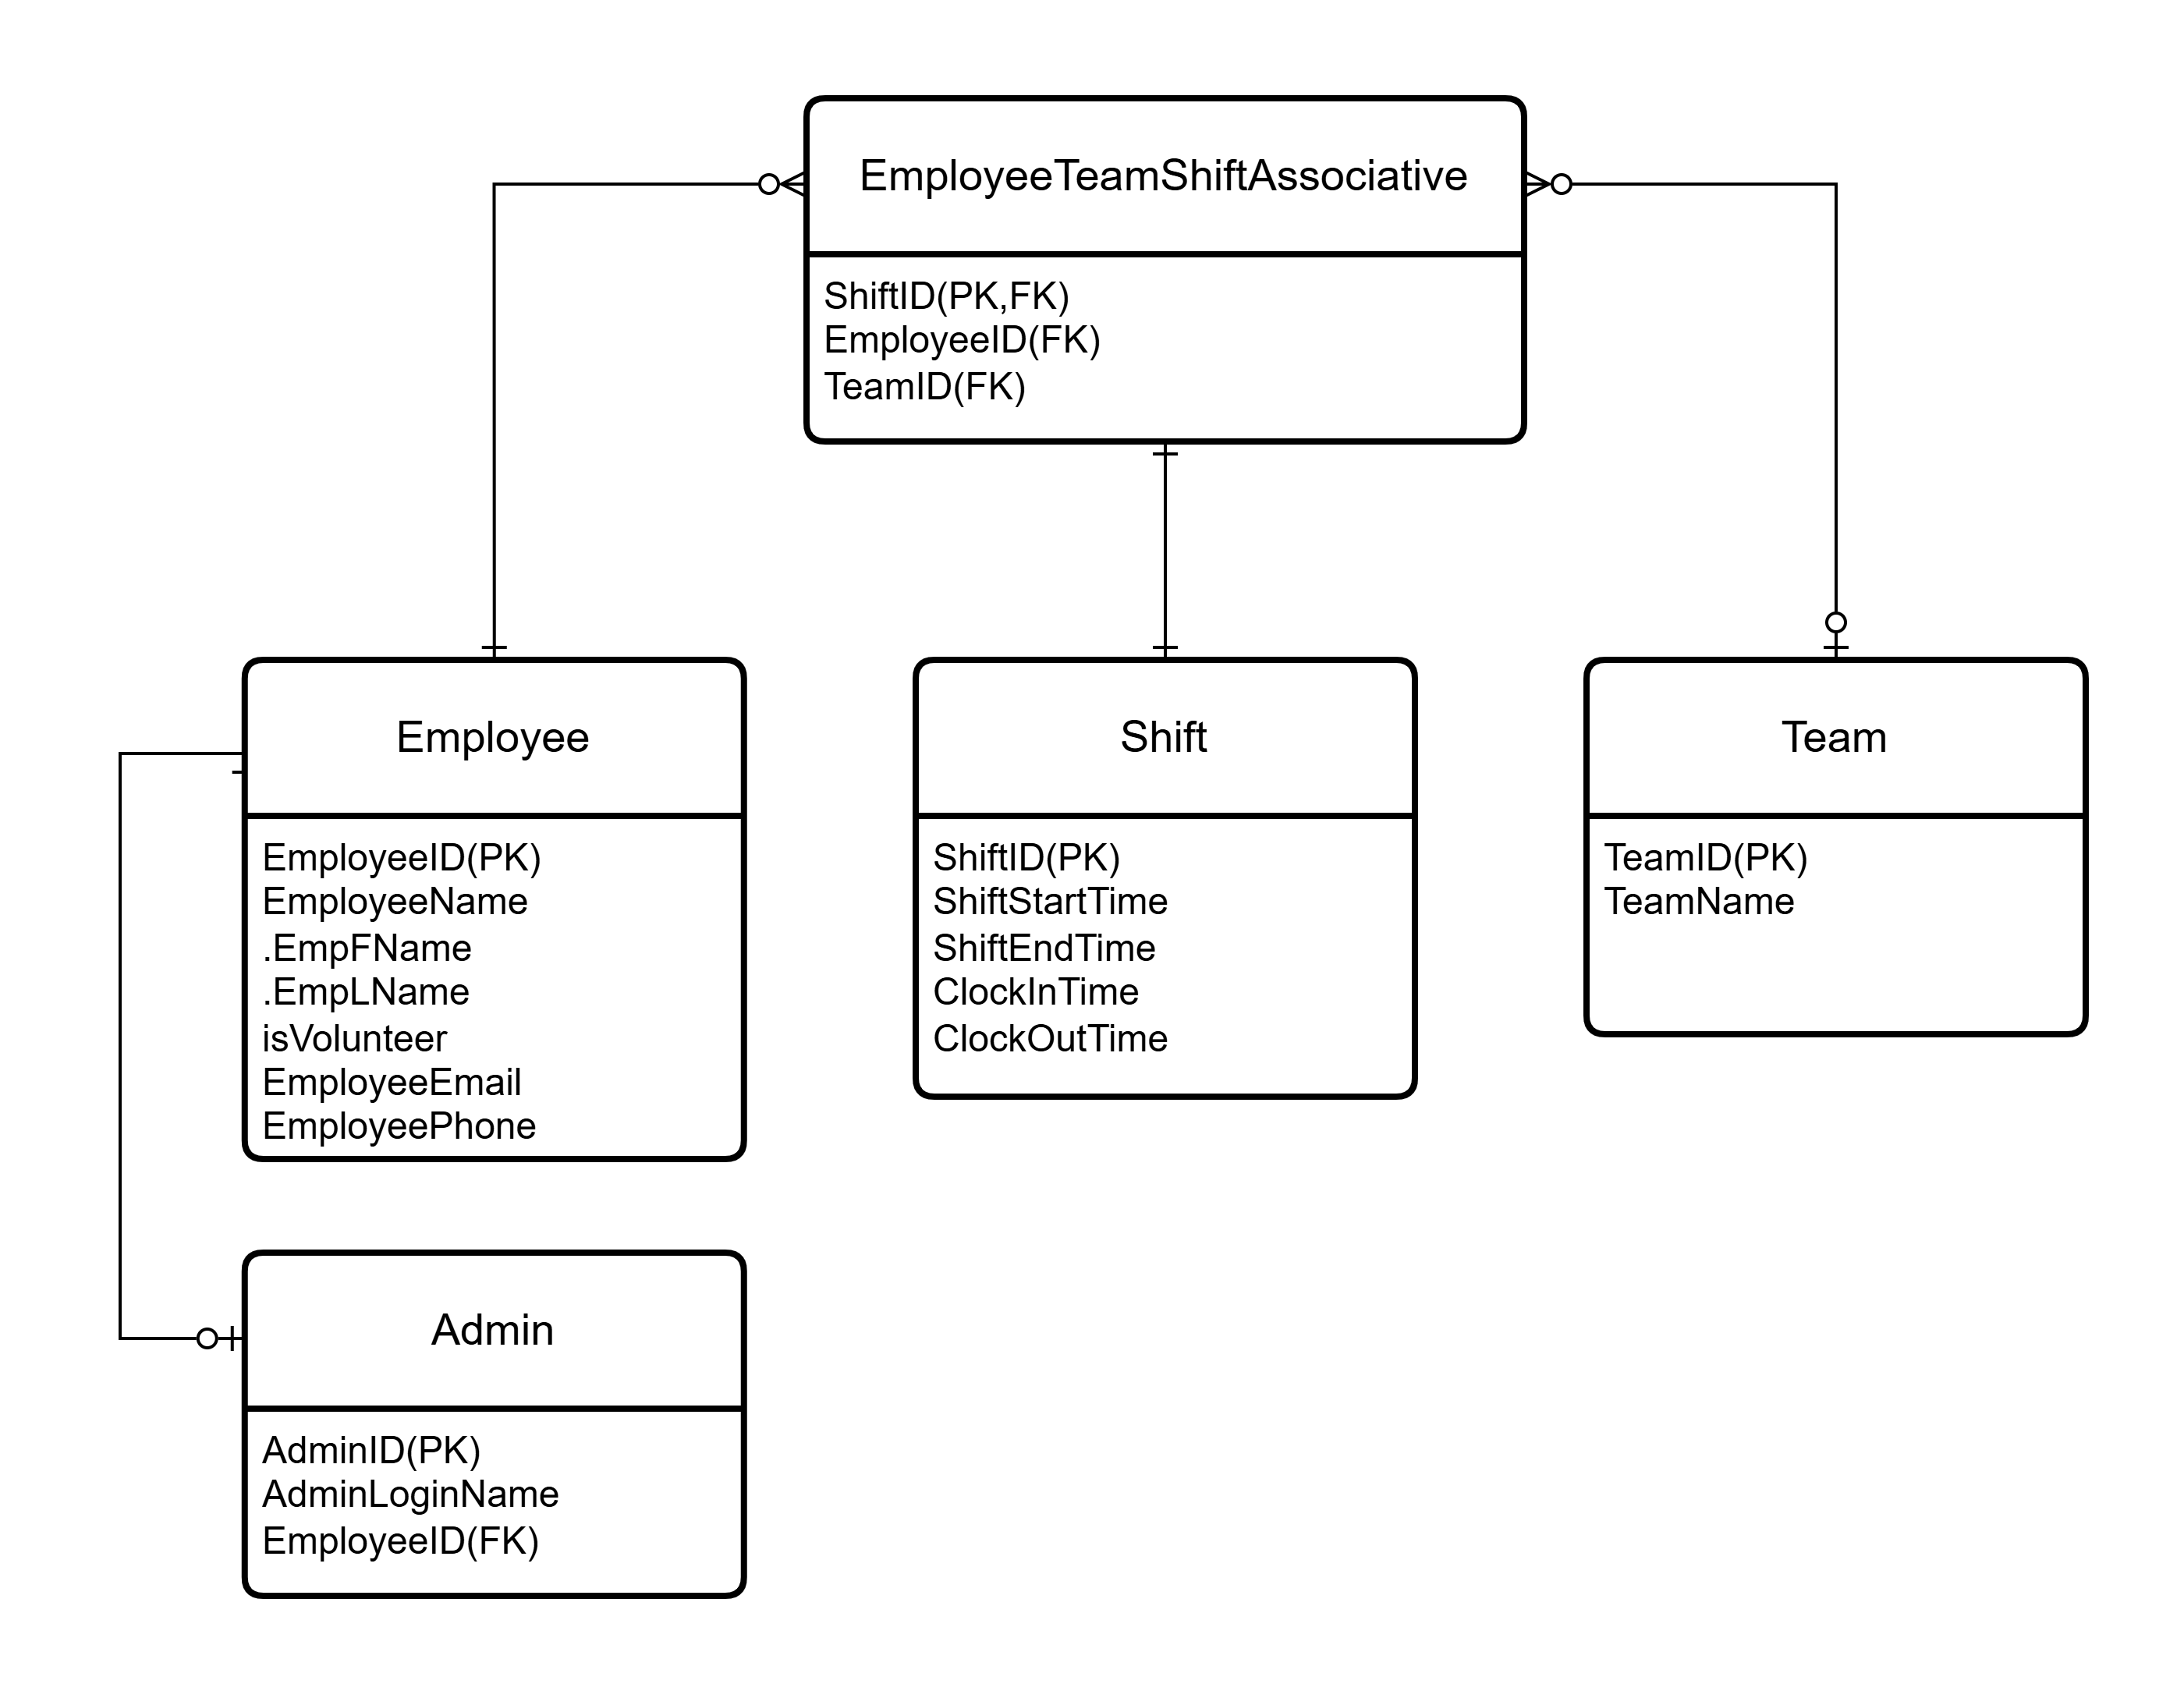 EmployeeTeamShiftAssociative
ShiftID(PK,FK)
EmployeeID(FK)
TeamID(FK)
Employee
EmployeeID(PK)
EmployeeName
.EmpFName
.EmpLName
isVolunteer
EmployeeEmail
EmployeePhone
Shift
ShiftID(PK)
ShiftStartTime
ShiftEndTime
ClockInTime
ClockOutTime
Team
TeamID(PK)
TeamName
Admin
AdminID(PK)
AdminLoginName
EmployeeID(FK)